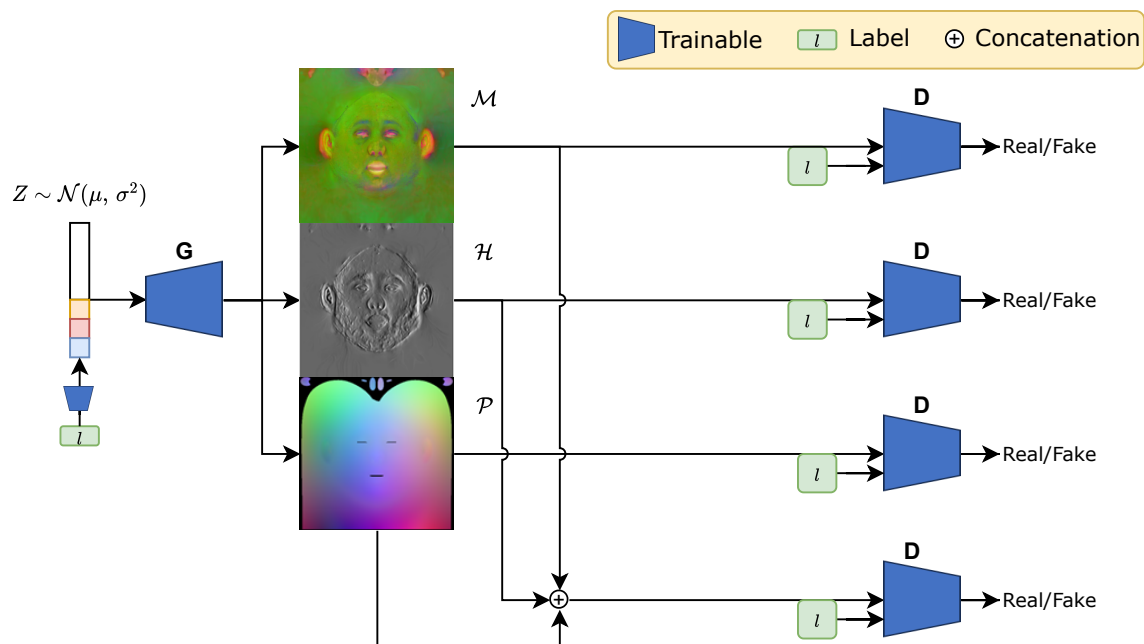 Trainable
l Label
⊕ Concatenation
ℳ
D
l
Real/Fake
Z ∼ 𝒩(μ, σ²)
ℋ
G
D
l
Real/Fake
𝒫
D
l
Real/Fake
l
D
l
Real/Fake